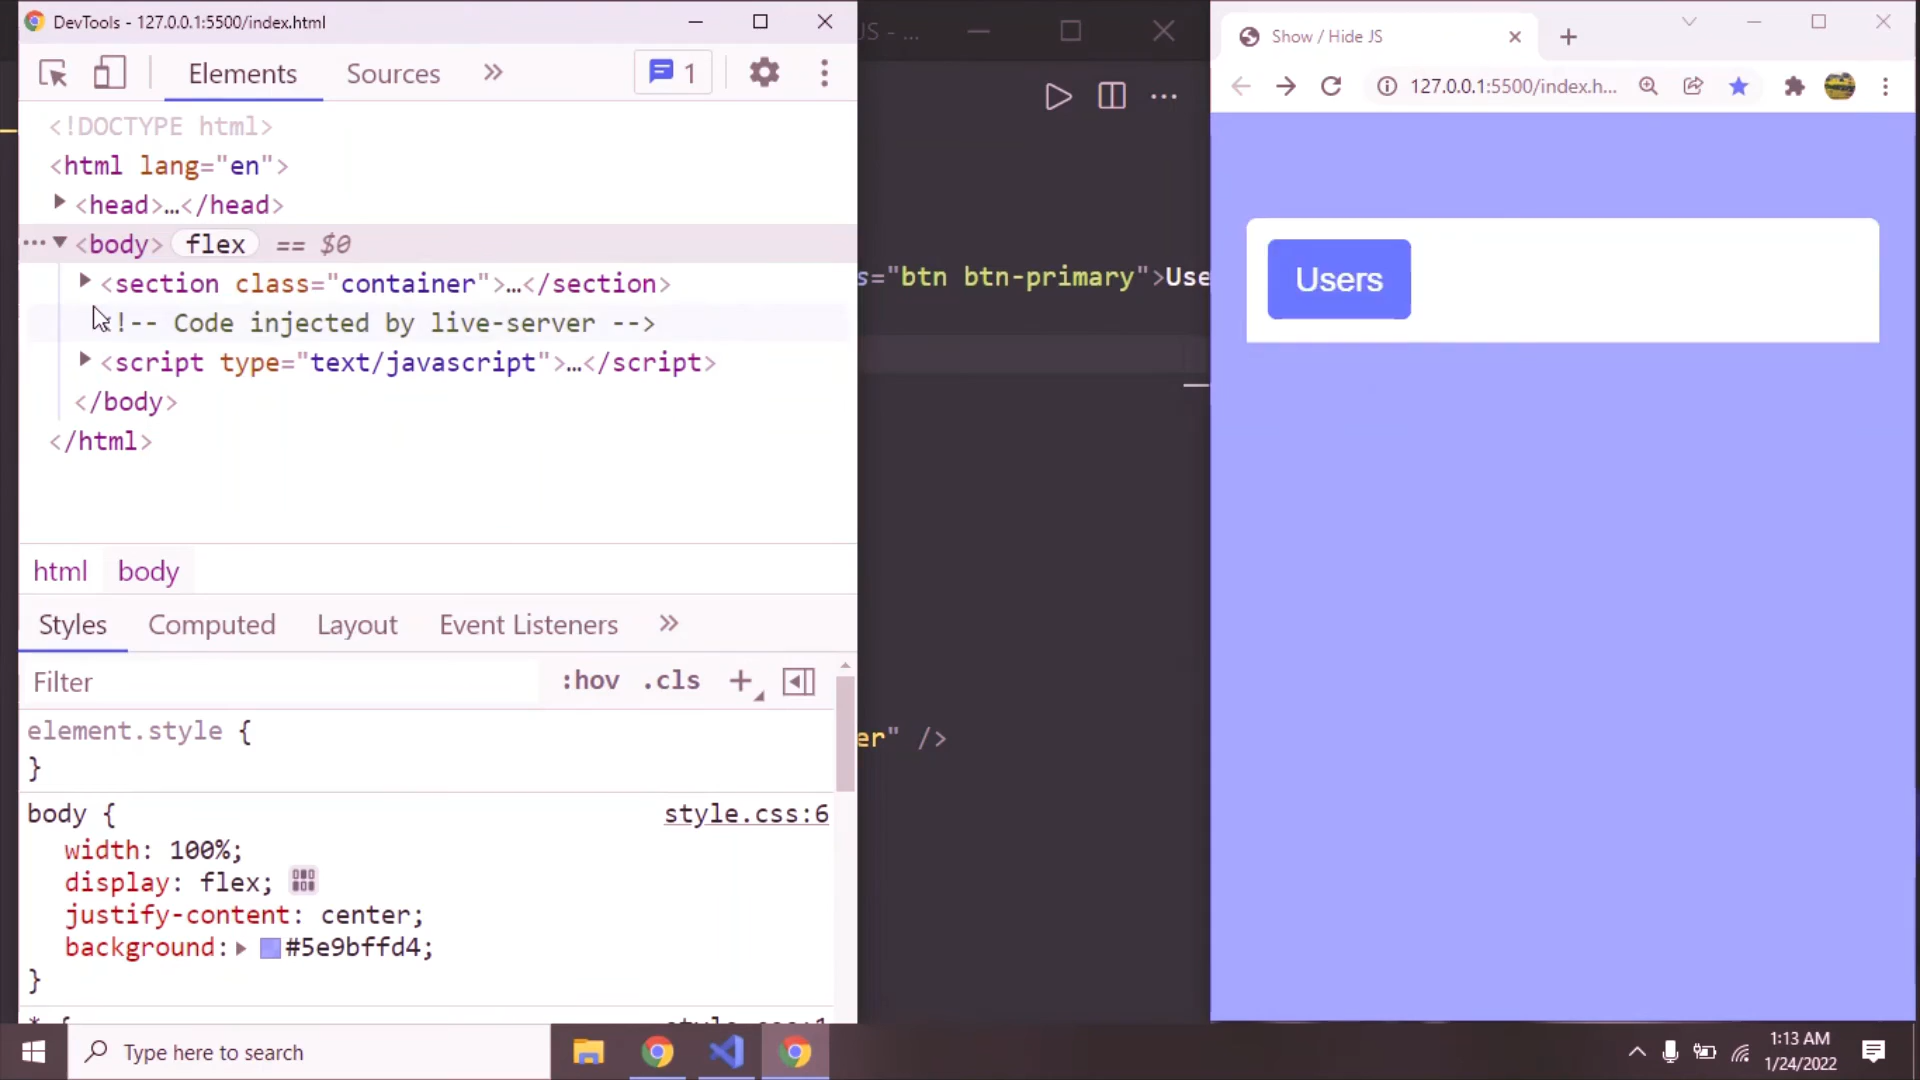 DevTools - 127.0.0.1:5500/index.html
Elements
Sources
1
<!DOCTYPE html>
<html lang="en">
<head>…</head>
<body> flex == $0
<section class="container">…</section>
!-- Code injected by live-server -->
<script type="text/javascript">…</script>
</body>
</html>
html body
Styles Computed Layout Event Listeners
Filter :hov .cls
element.style {
}
body { style.css:6
width: 100%;
display: flex;
justify-content: center;
background: #5e9bffd4;
}
JS - ...
="btn btn-primary">Use
er" />
Show / Hide JS
127.0.0.1:5500/index.h...
Users
Type here to search
1:13 AM
1/24/2022